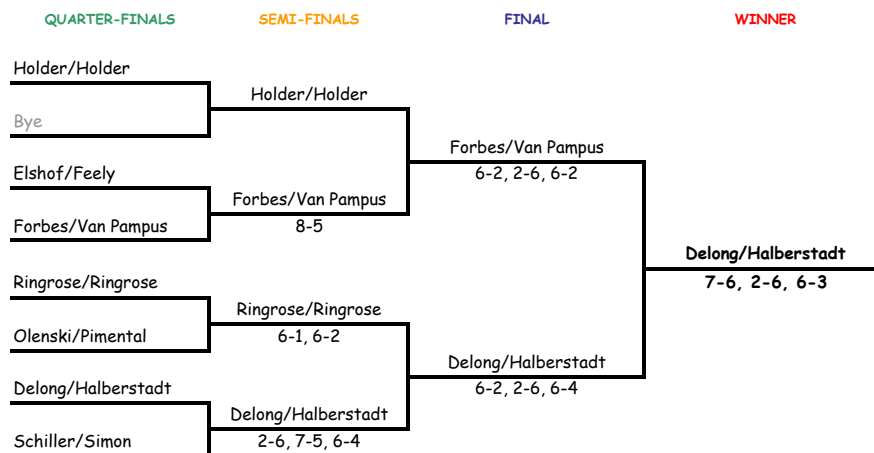 QUARTER-FINALS SEMI-FINALS FINAL WINNER
Holder/Holder
Holder/Holder
Bye
Forbes/Van Pampus
6-2, 2-6, 6-2
Elshof/Feely
Forbes/Van Pampus
8-5
Forbes/Van Pampus
Delong/Halberstadt
7-6, 2-6, 6-3
Ringrose/Ringrose
Ringrose/Ringrose
6-1, 6-2
Olenski/Pimental
Delong/Halberstadt
6-2, 2-6, 6-4
Delong/Halberstadt
Delong/Halberstadt
2-6, 7-5, 6-4
Schiller/Simon